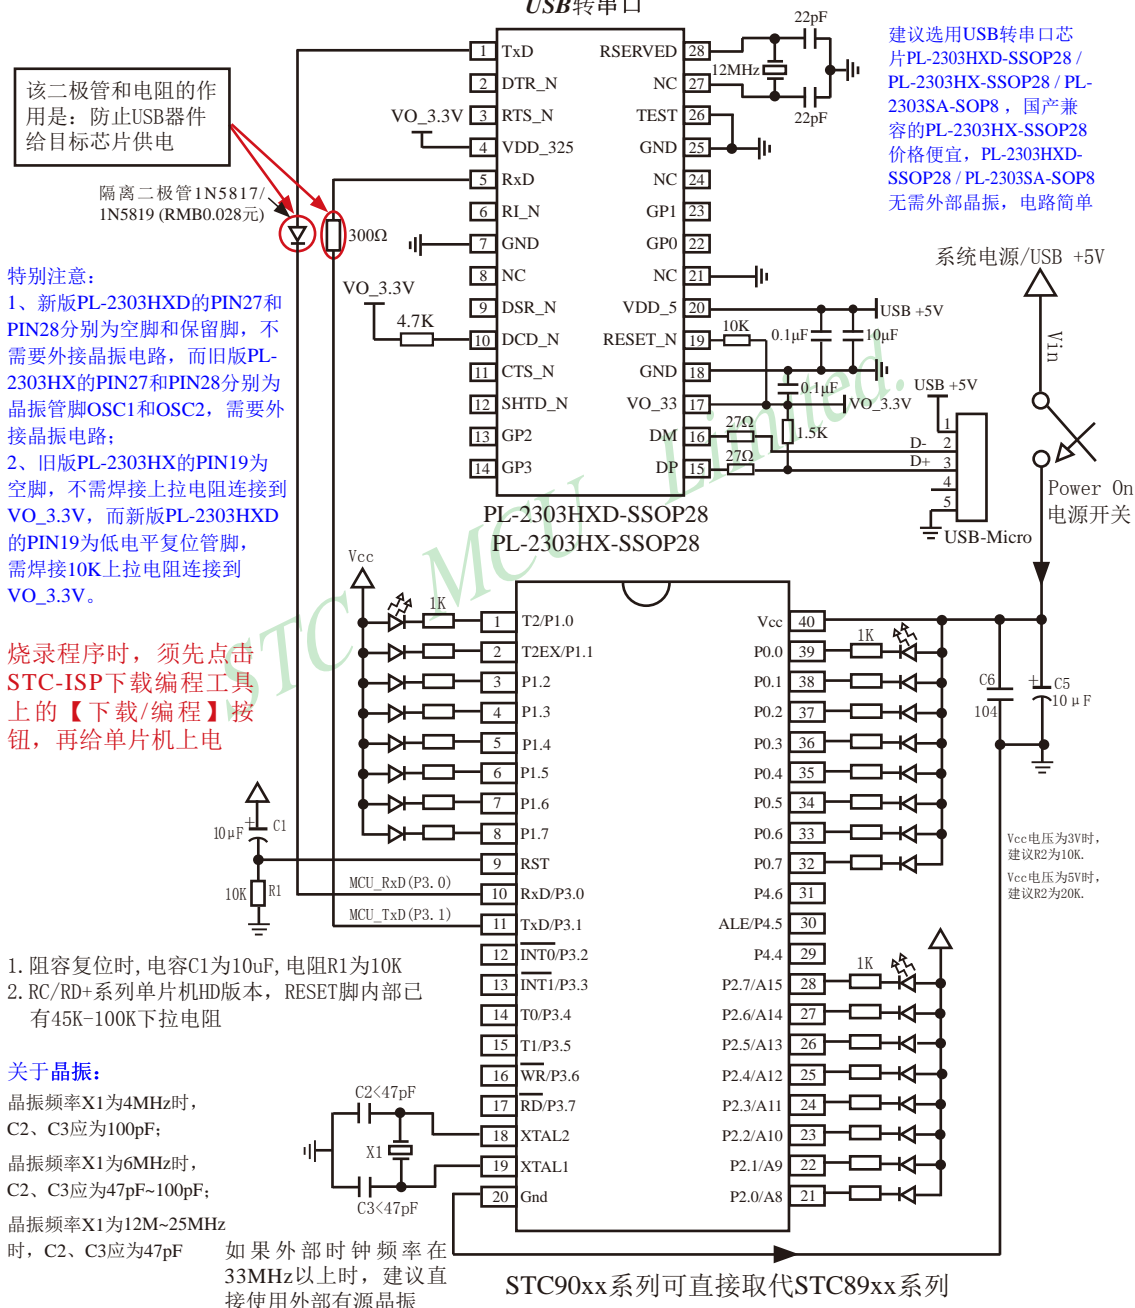 USB转串口
22pF
12MHz
22pF
建议选用USB转串口芯
片PL-2303HXD-SSOP28 /
PL-2303HX-SSOP28 / PL-
2303SA-SOP8 ，国产兼
容的PL-2303HX-SSOP28
价格便宜，PL-2303HXD-
SSOP28 / PL-2303SA-SOP8
无需外部晶振，电路简单
该二极管和电阻的作
用是：防止USB器件
给目标芯片供电
隔离二极管1N5817/
1N5819 (RMB0.028元)
300Ω
VO_3.3V
VO_3.3V
4.7K
1 TxD
2 DTR_N
3 RTS_N
4 VDD_325
5 RxD
6 RI_N
7 GND
8 NC
9 DSR_N
10 DCD_N
11 CTS_N
12 SHTD_N
13 GP2
14 GP3
RSERVED 28
NC 27
TEST 26
GND 25
NC 24
GP1 23
GP0 22
NC 21
VDD_5 20
RESET_N 19
GND 18
VO_33 17
DM 16
DP 15
USB +5V
10K
0.1μF
10μF
0.1μF
VO_3.3V
27Ω
1.5K
27Ω
USB +5V
1
D- 2
D+ 3
4
5
USB-Micro
系统电源/USB +5V
Vin
Power On
电源开关
PL-2303HXD-SSOP28
PL-2303HX-SSOP28
特别注意：
1、新版PL-2303HXD的PIN27和
PIN28分别为空脚和保留脚，不
需要外接晶振电路，而旧版PL-
2303HX的PIN27和PIN28分别为
晶振管脚OSC1和OSC2，需要外
接晶振电路；
2、旧版PL-2303HX的PIN19为
空脚，不需焊接上拉电阻连接到
VO_3.3V，而新版PL-2303HXD
的PIN19为低电平复位管脚，
需焊接10K上拉电阻连接到
VO_3.3V。
烧录程序时，须先点击
STC-ISP下载编程工具
上的【下载/编程】按
钮，再给单片机上电
STC MCU Limited.
Vcc
1K
1 T2/P1.0
2 T2EX/P1.1
3 P1.2
4 P1.3
5 P1.4
6 P1.5
7 P1.6
8 P1.7
9 RST
10 RxD/P3.0
11 TxD/P3.1
12 INT0/P3.2
13 INT1/P3.3
14 T0/P3.4
15 T1/P3.5
16 WR/P3.6
17 RD/P3.7
18 XTAL2
19 XTAL1
20 Gnd
Vcc 40
P0.0 39
P0.1 38
P0.2 37
P0.3 36
P0.4 35
P0.5 34
P0.6 33
P0.7 32
P4.6 31
ALE/P4.5 30
P4.4 29
P2.7/A15 28
P2.6/A14 27
P2.5/A13 26
P2.4/A12 25
P2.3/A11 24
P2.2/A10 23
P2.1/A9 22
P2.0/A8 21
1K
C6
104
+ C5
10μF
1K
Vcc电压为3V时，
建议R2为10K.
Vcc电压为5V时，
建议R2为20K.
10μF + C1
10K R1
MCU_RxD(P3.0)
MCU_TxD(P3.1)
1.阻容复位时,电容C1为10uF,电阻R1为10K
2.RC/RD+系列单片机HD版本，RESET脚内部已
有45K-100K下拉电阻
关于晶振：
晶振频率X1为4MHz时，
C2、C3应为100pF；
晶振频率X1为6MHz时，
C2、C3应为47pF~100pF；
晶振频率X1为12M~25MHz
时，C2、C3应为47pF
C2<47pF
X1
C3<47pF
如果外部时钟频率在
33MHz以上时，建议直
接使用外部有源晶振
STC90xx系列可直接取代STC89xx系列